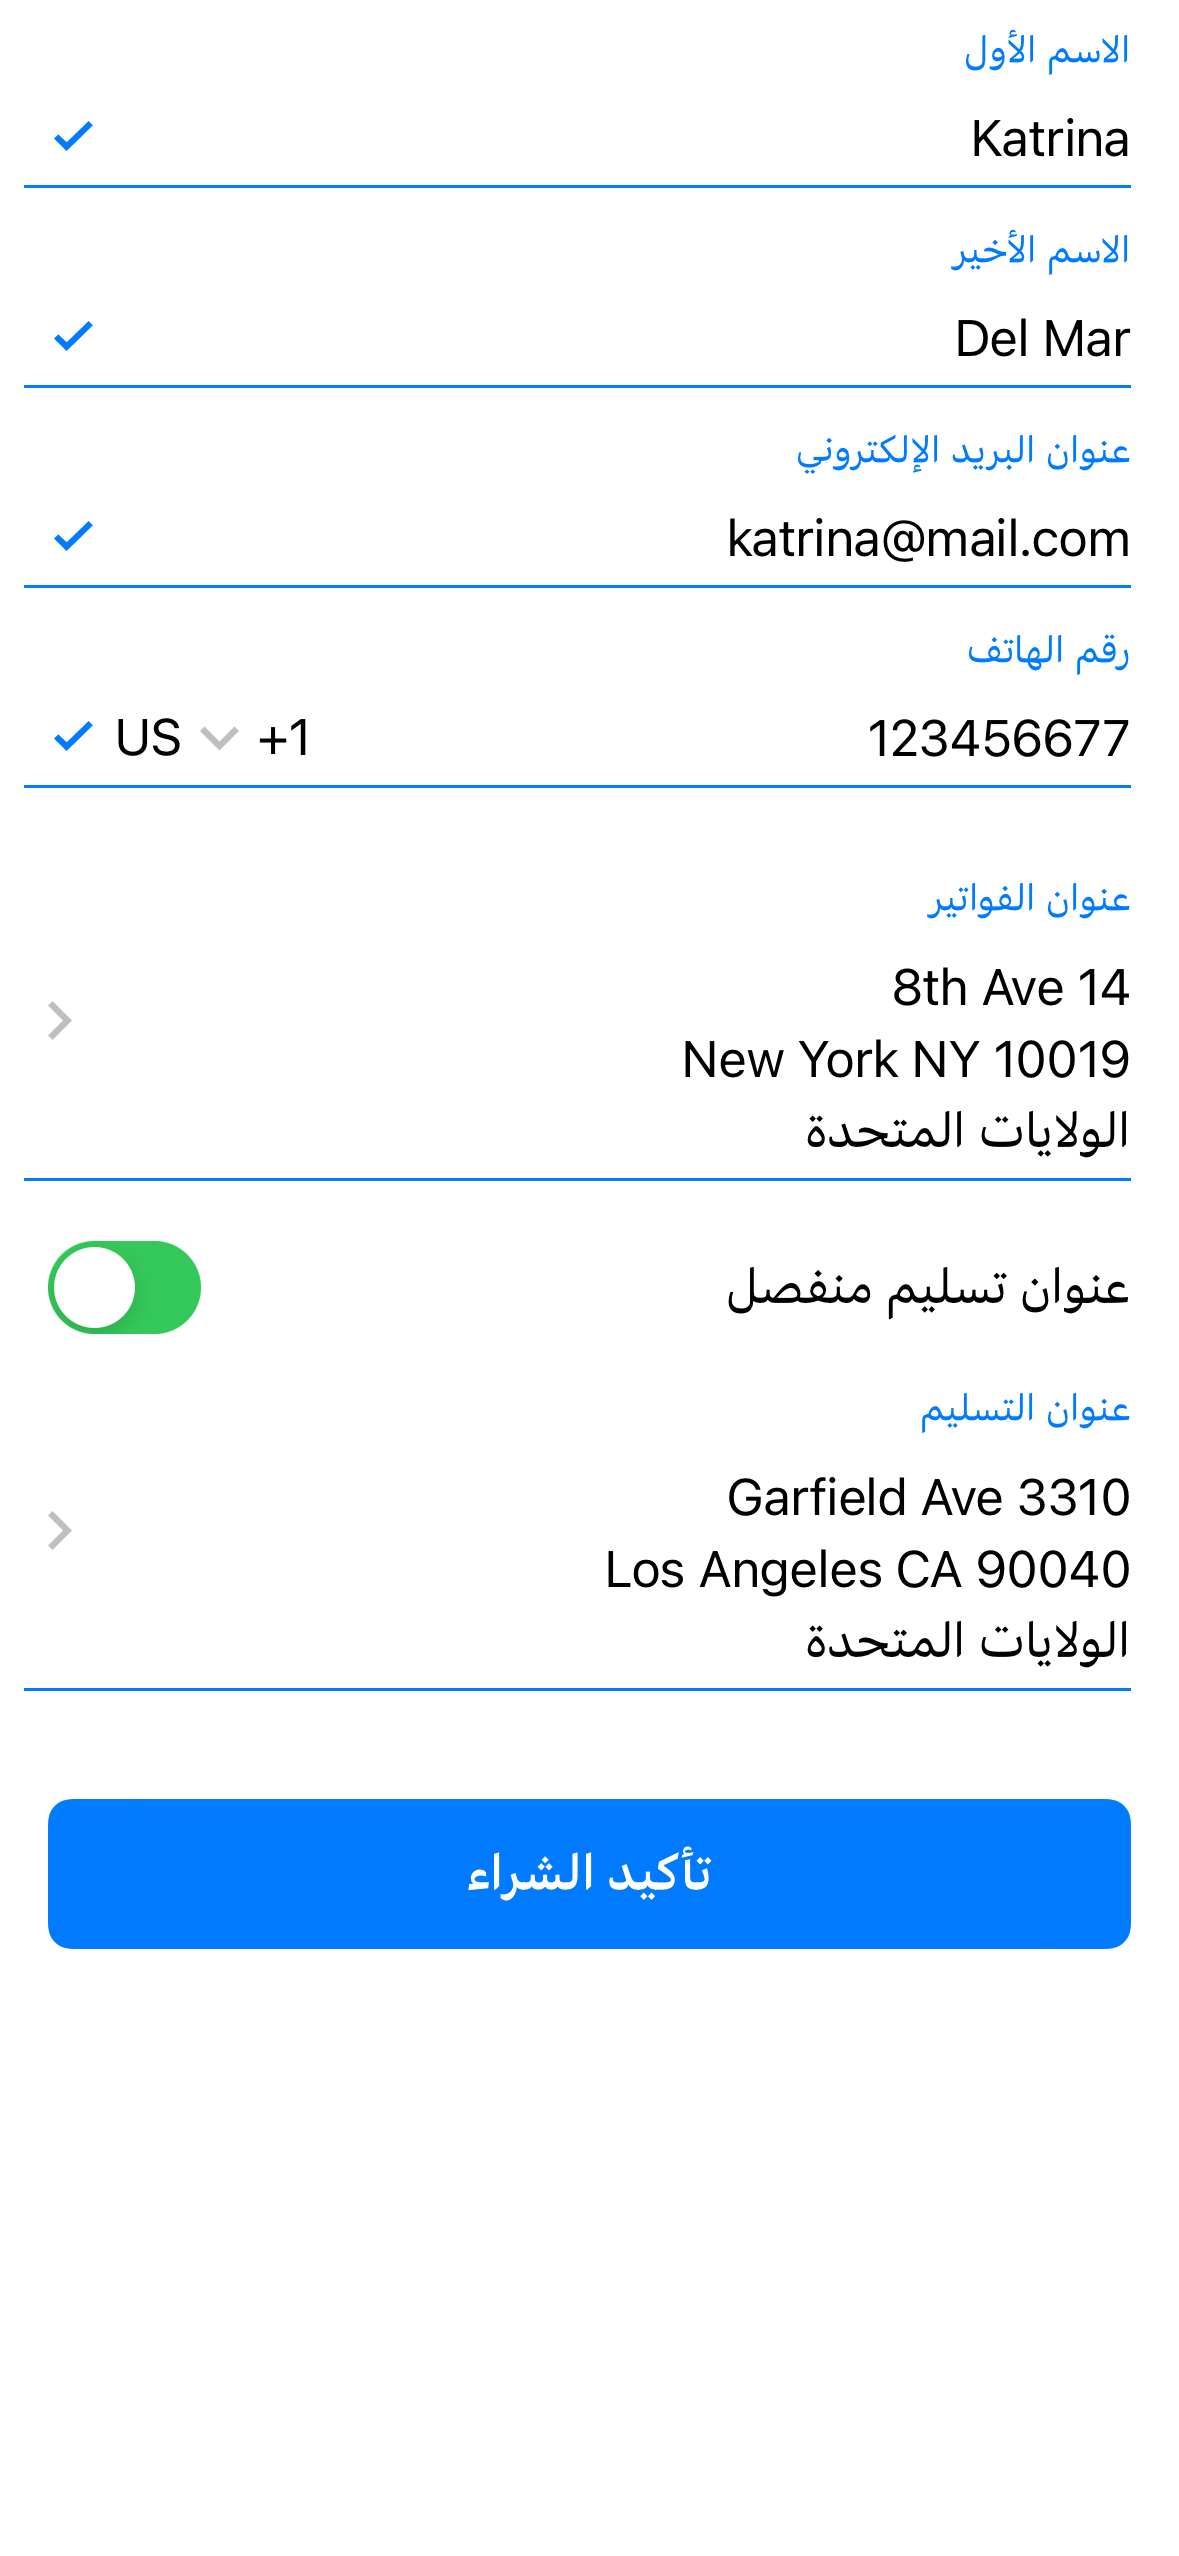 الاسم الأول
Katrina
الاسم الأخير
Del Mar
عنوان البريد الإلكتروني
katrina@mail.com
رقم الهاتف
123456677 +1 US
عنوان الفواتير
8th Ave 14
New York NY 10019
الولايات المتحدة
عنوان تسليم منفصل
عنوان التسليم
Garfield Ave 3310
Los Angeles CA 90040
الولايات المتحدة
تأكيد الشراء